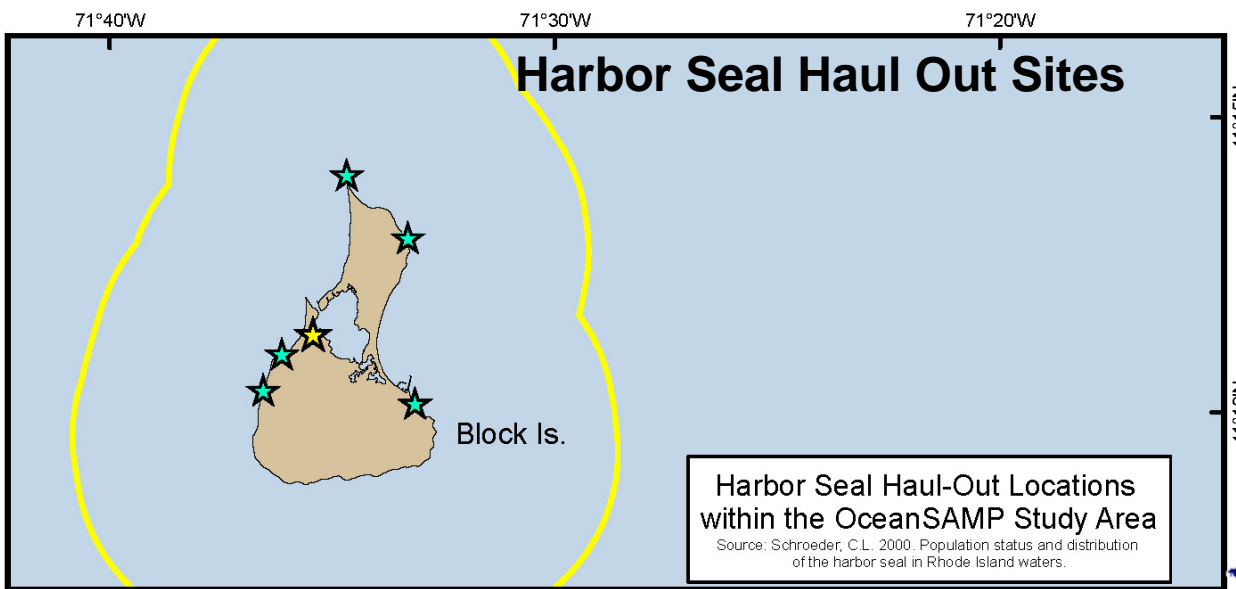 71°40'W 71°30'W 71°20'W
Harbor Seal Haul Out Sites
Block Is.
Harbor Seal Haul-Out Locations
within the OceanSAMP Study Area
Source: Schroeder, C.L. 2000. Population status and distribution
of the harbor seal in Rhode Island waters.